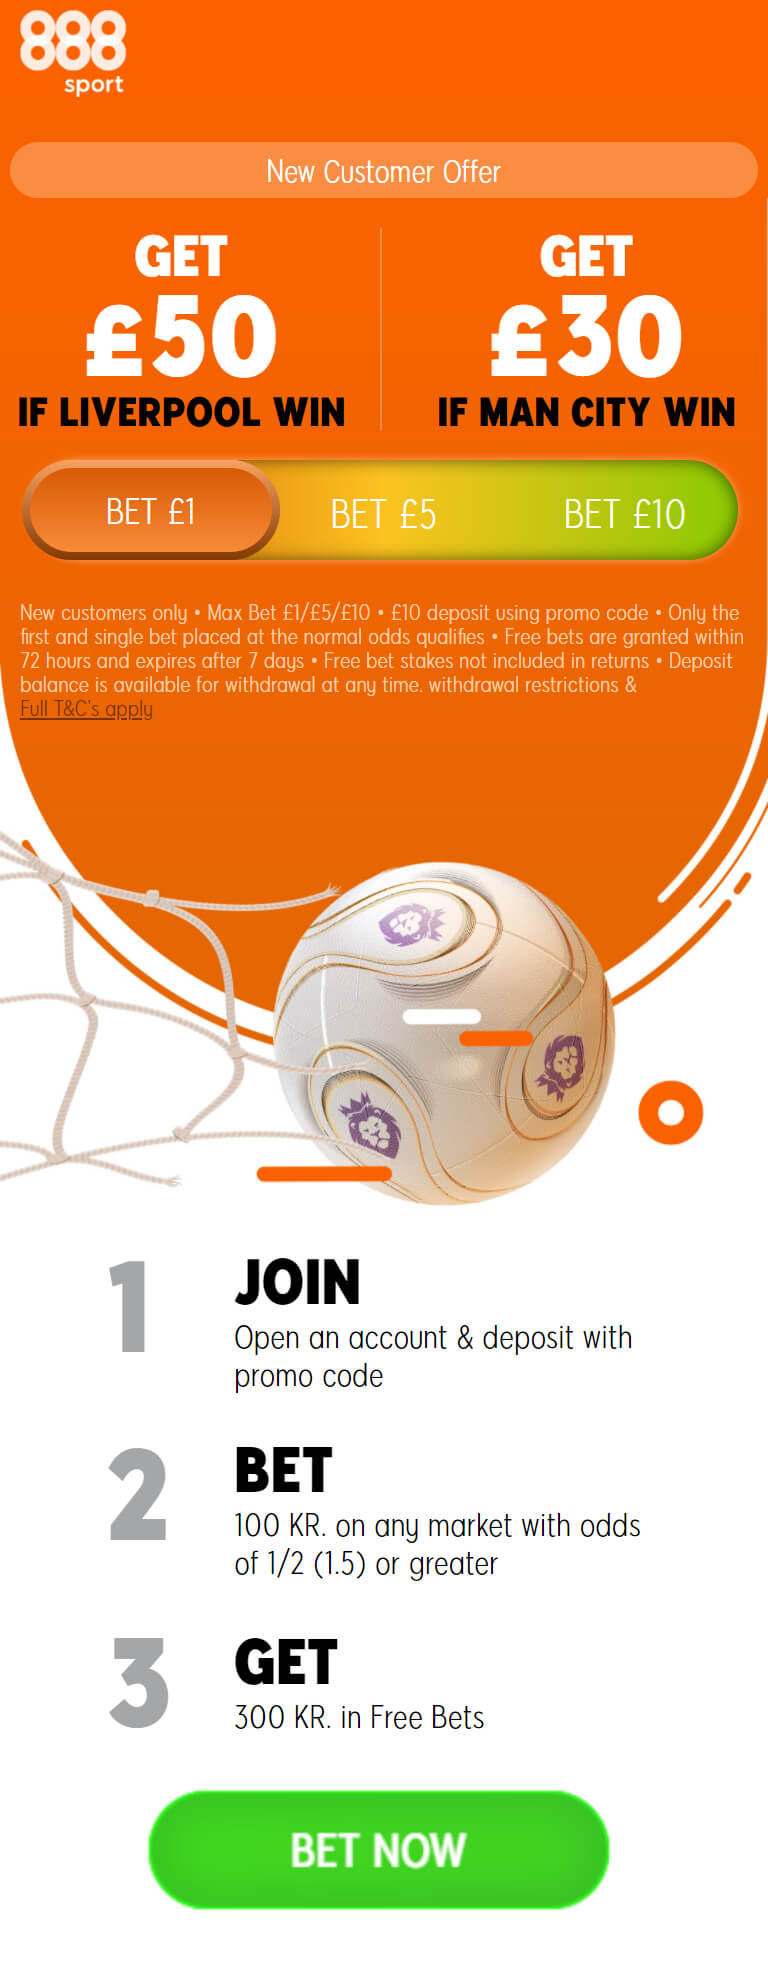 888
sport
New Customer Offer
GET
£50
IF LIVERPOOL WIN
GET
£30
IF MAN CITY WIN
BET £1
BET £5
BET £10
New customers only • Max Bet £1/£5/£10 • £10 deposit using promo code • Only the
first and single bet placed at the normal odds qualifies • Free bets are granted within
72 hours and expires after 7 days • Free bet stakes not included in returns • Deposit
balance is available for withdrawal at any time. withdrawal restrictions &
Full T&C's apply
1
JOIN
Open an account & deposit with
promo code
2
BET
100 KR. on any market with odds
of 1/2 (1.5) or greater
3
GET
300 KR. in Free Bets
BET NOW